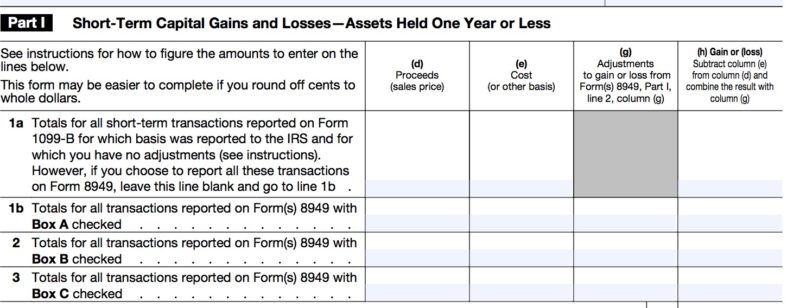 Part I Short-Term Capital Gains and Losses—Assets Held One Year or Less
See instructions for how to figure the amounts to enter on the
lines below.
This form may be easier to complete if you round off cents to
whole dollars.
(d)
Proceeds
(sales price)
(e)
Cost
(or other basis)
(g)
Adjustments
to gain or loss from
Form(s) 8949, Part I,
line 2, column (g)
(h) Gain or (loss)
Subtract column (e)
from column (d) and
combine the result with
column (g)
1a Totals for all short-term transactions reported on Form
1099-B for which basis was reported to the IRS and for
which you have no adjustments (see instructions).
However, if you choose to report all these transactions
on Form 8949, leave this line blank and go to line 1b .
1b Totals for all transactions reported on Form(s) 8949 with
Box A checked . . . . . . . . . . . . .
2 Totals for all transactions reported on Form(s) 8949 with
Box B checked . . . . . . . . . . . . .
3 Totals for all transactions reported on Form(s) 8949 with
Box C checked . . . . . . . . . . . . .